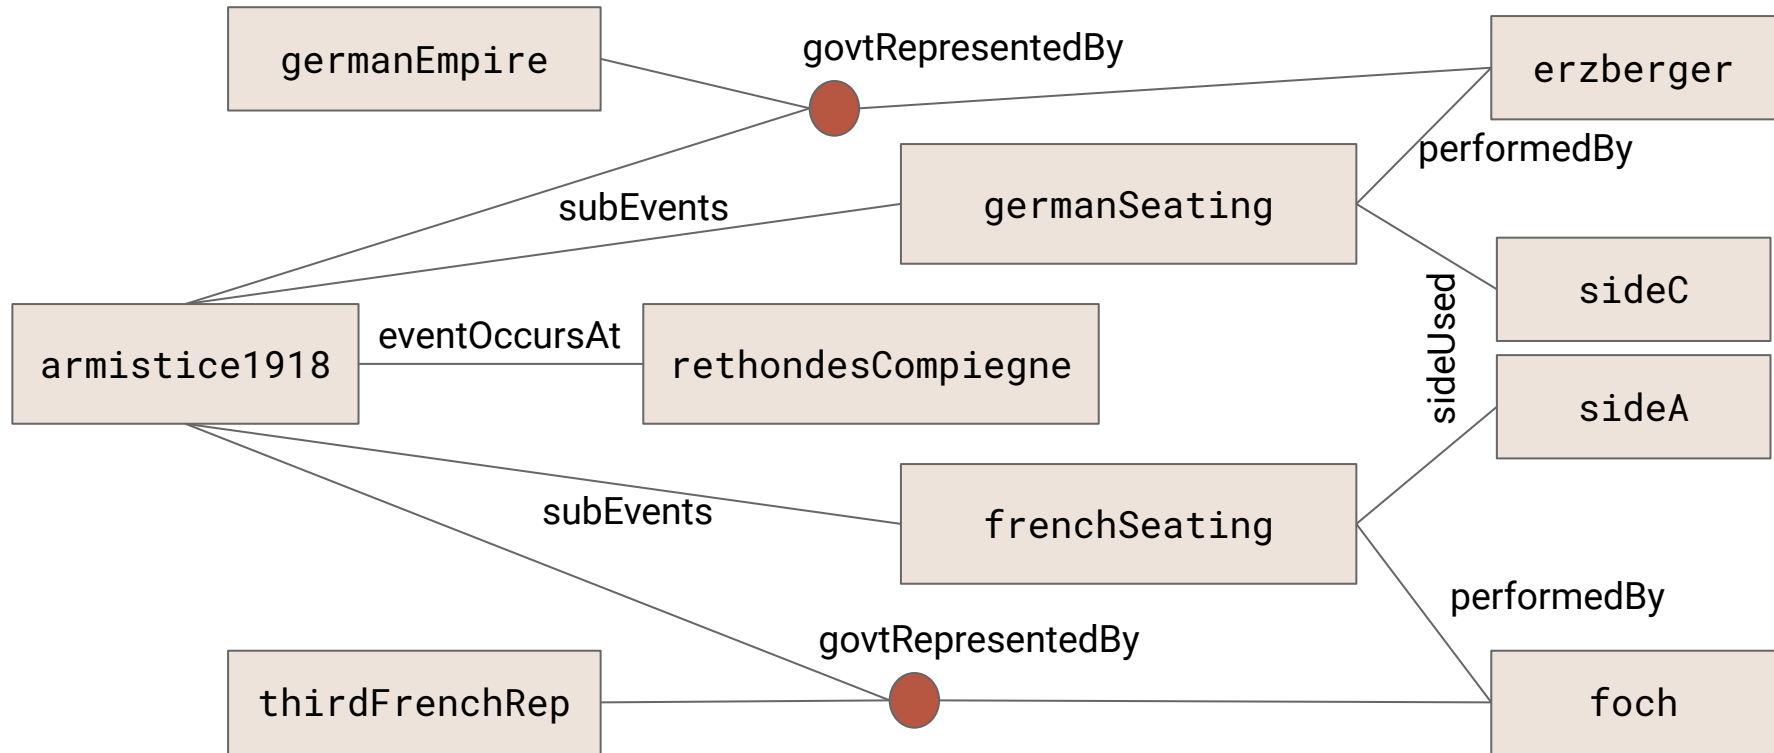 germanEmpire
govtRepresentedBy
erzberger
performedBy
subEvents
germanSeating
sideC
sideUsed
eventOccursAt
armistice1918
rethondesCompiegne
sideA
subEvents
frenchSeating
performedBy
govtRepresentedBy
thirdFrenchRep
foch